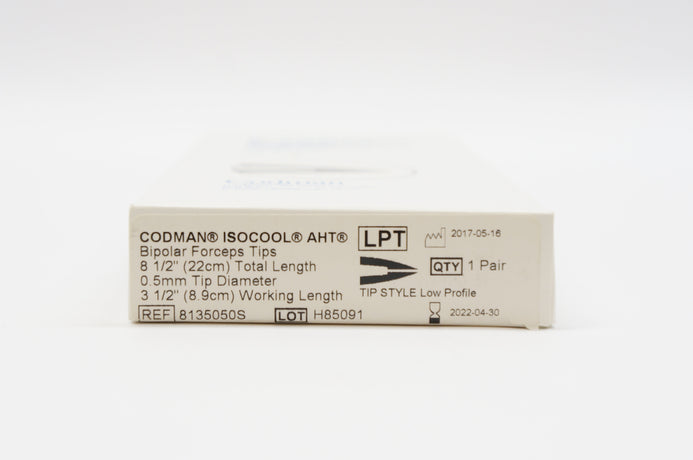 CODMAN® ISOCOOL® AHT®
Bipolar Forceps Tips
8 1/2" (22cm) Total Length
0.5mm Tip Diameter
3 1/2" (8.9cm) Working Length
REF 8135050S LOT H85091
LPT 2017-05-16
QTY 1 Pair
TIP STYLE Low Profile
2022-04-30